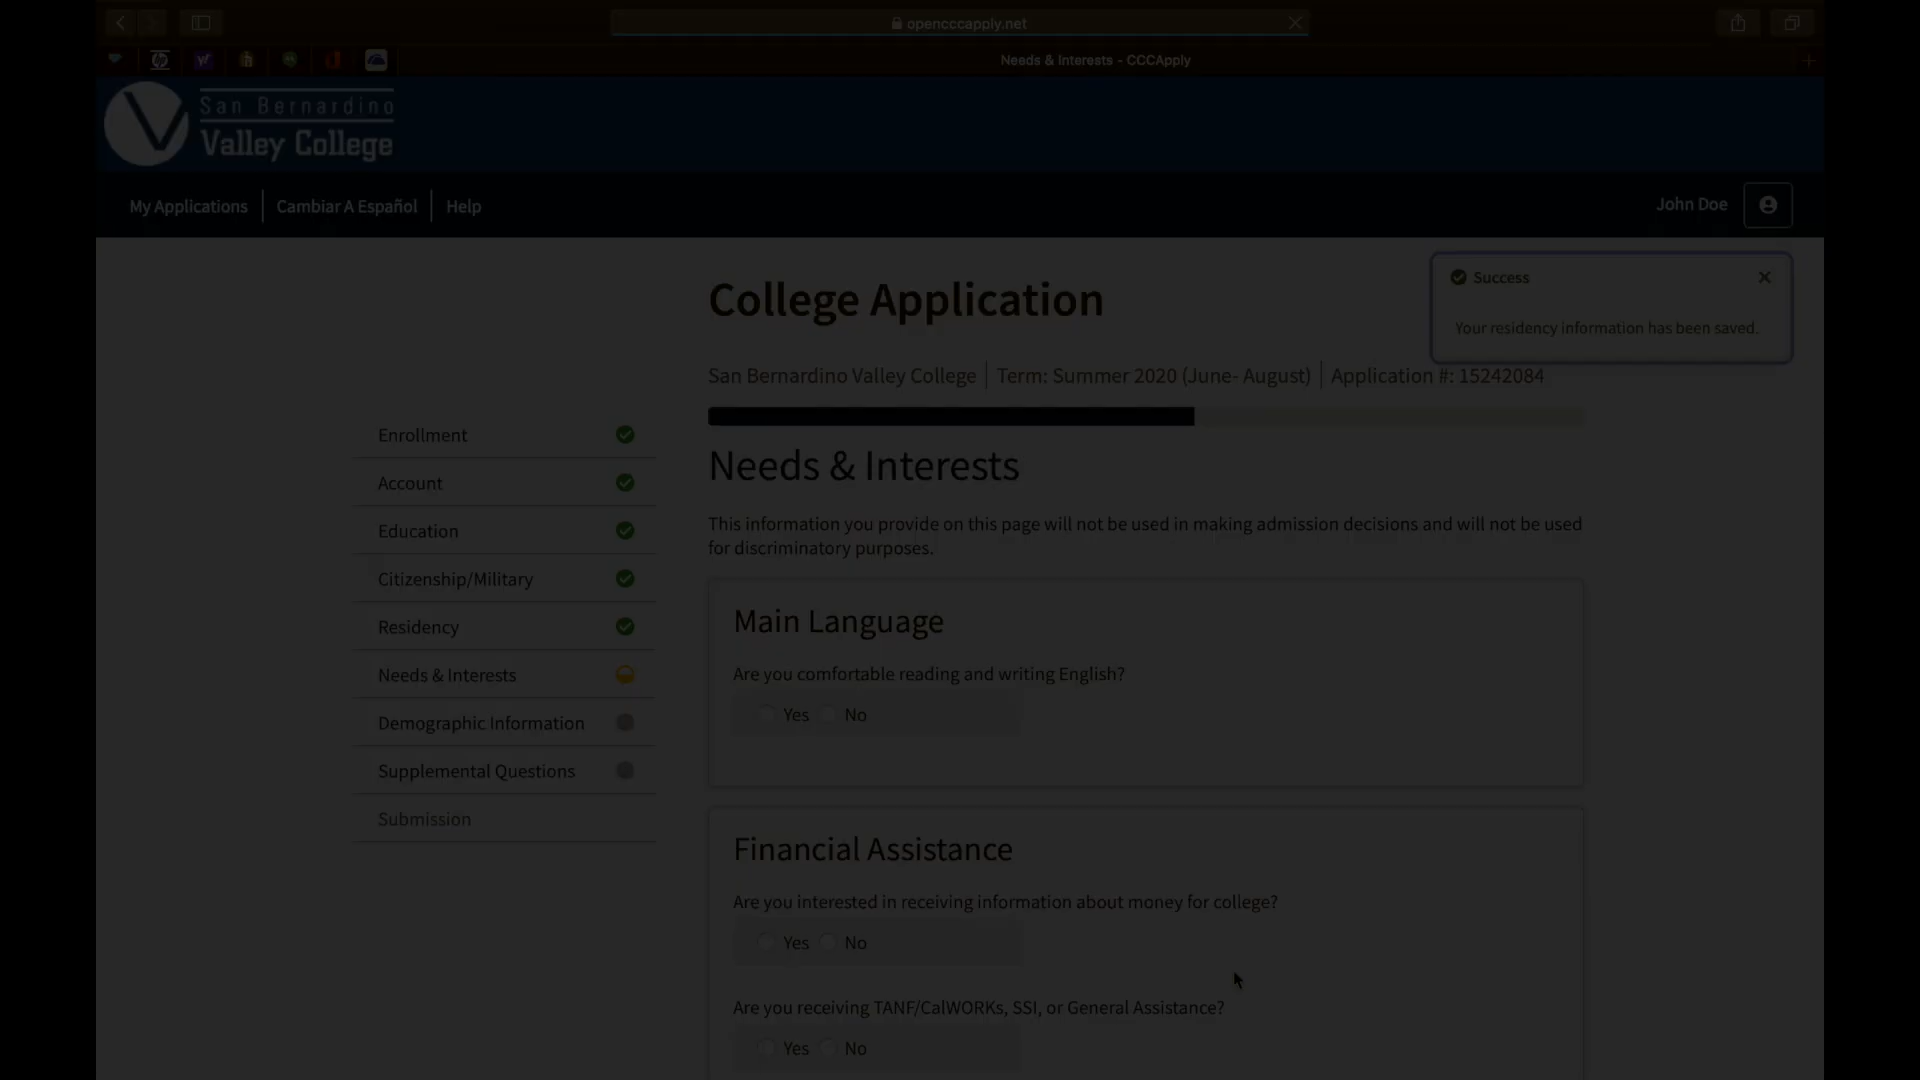 opencccapply.net
Needs & Interests - CCCApply
San Bernardino
Valley College
My Applications
Cambiar A Español
Help
John Doe
Success
Your residency information has been saved.
College Application
San Bernardino Valley College
Term: Summer 2020 (June- August)
Application #: 15242084
Enrollment
Account
Education
Citizenship/Military
Residency
Needs & Interests
Demographic Information
Supplemental Questions
Submission
Needs & Interests
This information you provide on this page will not be used in making admission decisions and will not be used
for discriminatory purposes.
Main Language
Are you comfortable reading and writing English?
Yes No
Financial Assistance
Are you interested in receiving information about money for college?
Yes No
Are you receiving TANF/CalWORKs, SSI, or General Assistance?
Yes No